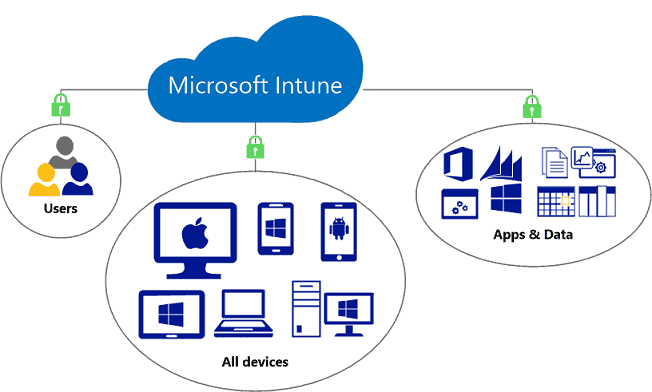 Microsoft Intune
Users
Apps & Data
All devices